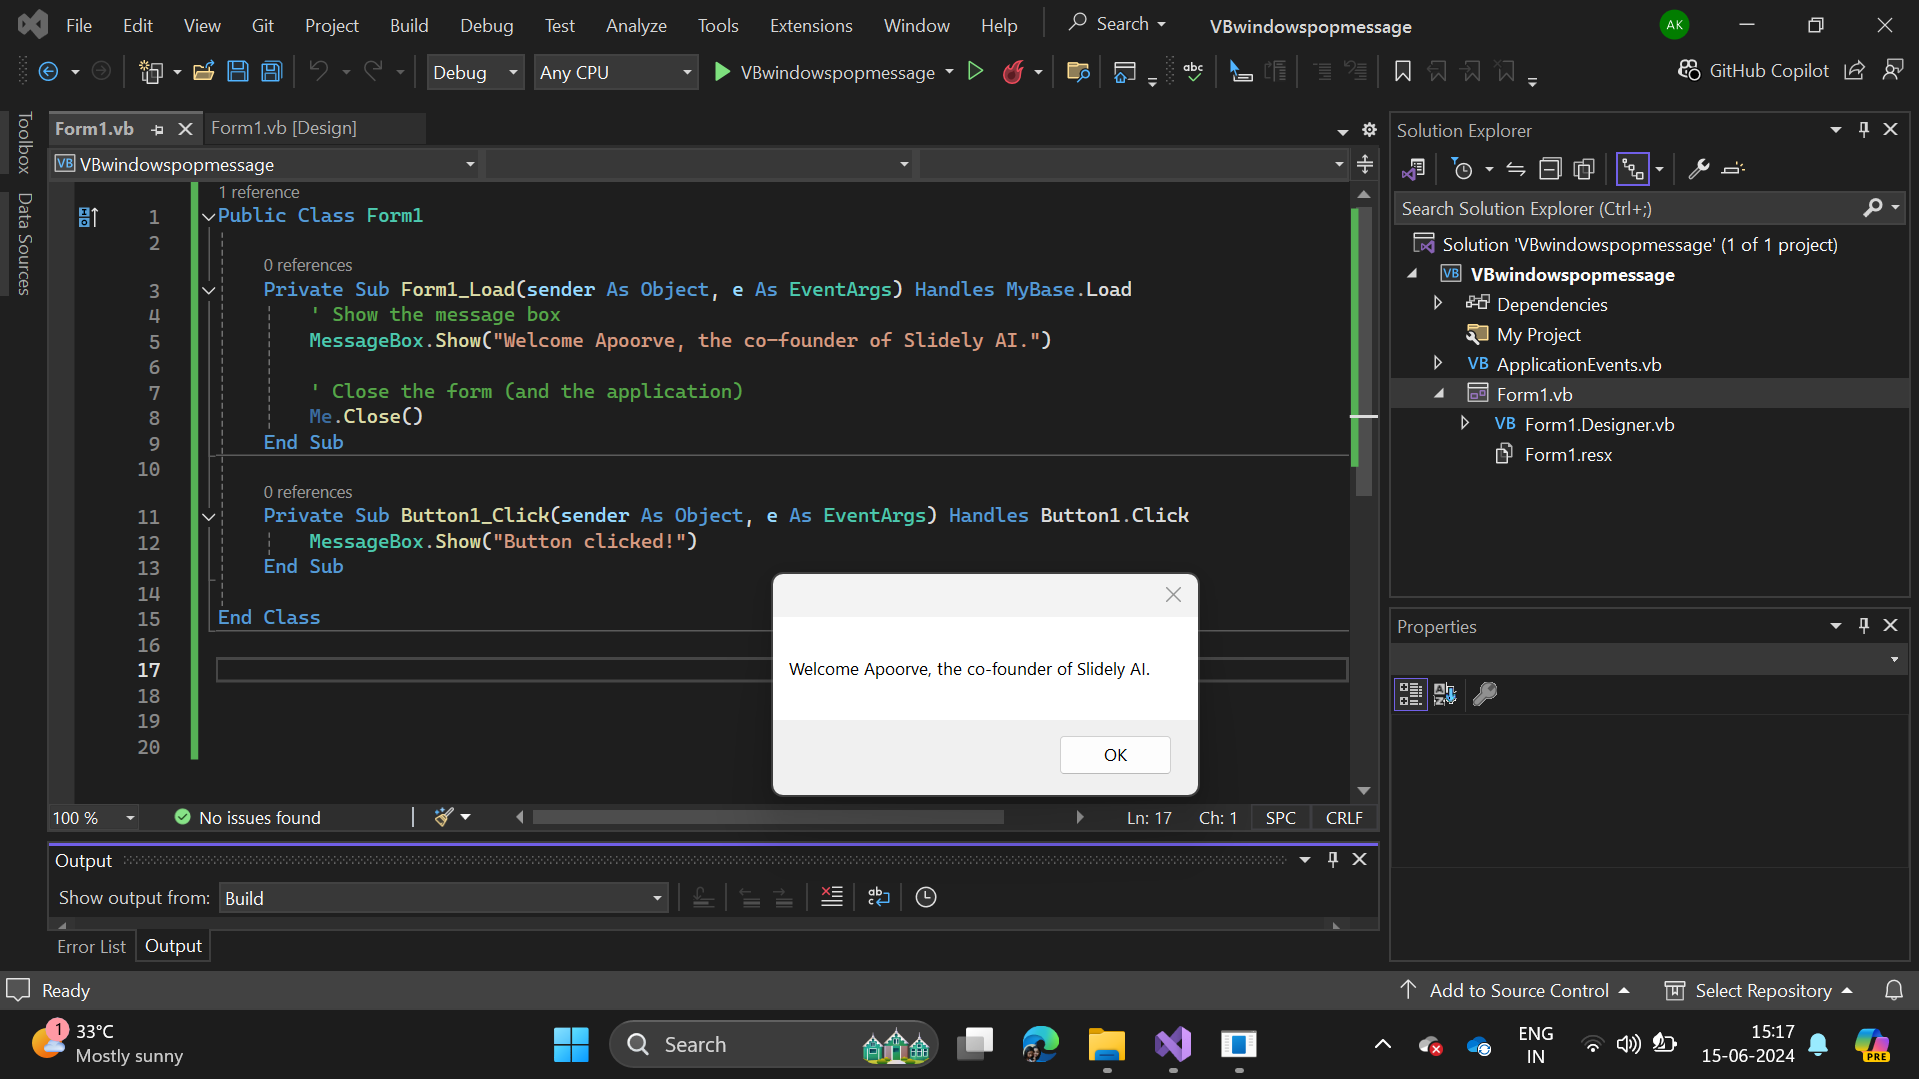 File Edit View Git Project Build Debug Test Analyze Tools Extensions Window Help Search VBwindowspopmessage AK
Debug Any CPU VBwindowspopmessage GitHub Copilot
Toolbox
Data Sources
Form1.vb Form1.vb [Design]
VB VBwindowspopmessage
1 reference
1 Public Class Form1
2
0 references
3 Private Sub Form1_Load(sender As Object, e As EventArgs) Handles MyBase.Load
4 ' Show the message box
5 MessageBox.Show("Welcome Apoorve, the co-founder of Slidely AI.")
6
7 ' Close the form (and the application)
8 Me.Close()
9 End Sub
10
0 references
11 Private Sub Button1_Click(sender As Object, e As EventArgs) Handles Button1.Click
12 MessageBox.Show("Button clicked!")
13 End Sub
14
15 End Class
16
17
18
19
20
Welcome Apoorve, the co-founder of Slidely AI.
OK
100 % No issues found Ln: 17 Ch: 1 SPC CRLF
Output
Show output from: Build
Error List Output
Solution Explorer
Search Solution Explorer (Ctrl+;)
Solution 'VBwindowspopmessage' (1 of 1 project)
VB VBwindowspopmessage
Dependencies
My Project
VB ApplicationEvents.vb
Form1.vb
VB Form1.Designer.vb
Form1.resx
Properties
Ready Add to Source Control Select Repository
1 33°C
Mostly sunny
Search
ENG
IN
15:17
15-06-2024
PRE